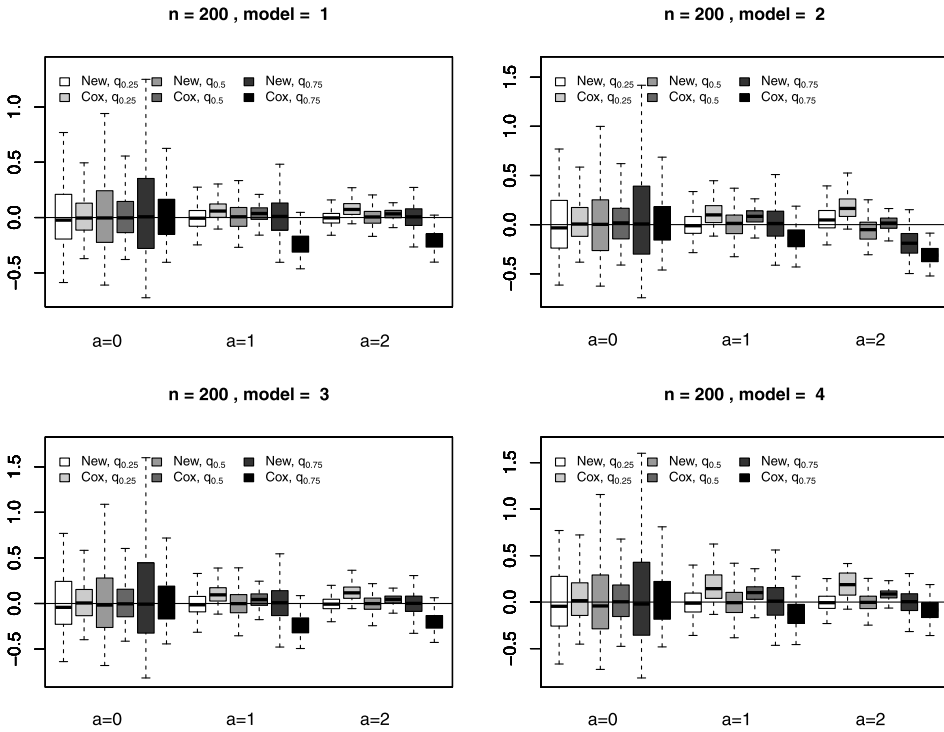 n = 200 , model = 1
New, q0.25 New, q0.5 New, q0.75
Cox, q0.25 Cox, q0.5 Cox, q0.75
1.0
0.5
0.0
−0.5
a=0 a=1 a=2
n = 200 , model = 2
New, q0.25 New, q0.5 New, q0.75
Cox, q0.25 Cox, q0.5 Cox, q0.75
1.5
1.0
0.5
0.0
−0.5
a=0 a=1 a=2
n = 200 , model = 3
New, q0.25 New, q0.5 New, q0.75
Cox, q0.25 Cox, q0.5 Cox, q0.75
1.5
1.0
0.5
0.0
−0.5
a=0 a=1 a=2
n = 200 , model = 4
New, q0.25 New, q0.5 New, q0.75
Cox, q0.25 Cox, q0.5 Cox, q0.75
1.5
1.0
0.5
0.0
−0.5
a=0 a=1 a=2